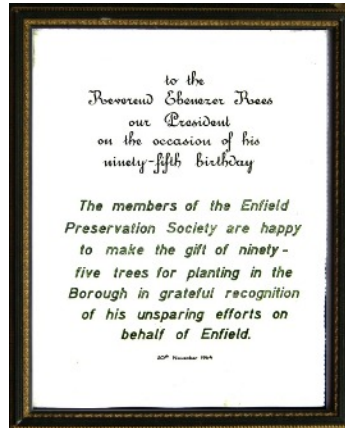 to the
Reverend Ebenezer Rees
our President
on the occasion of his
ninety-fifth birthday
The members of the Enfield
Preservation Society are happy
to make the gift of ninety-
five trees for planting in the
Borough in grateful recognition
of his unsparing efforts on
behalf of Enfield.
November 1964